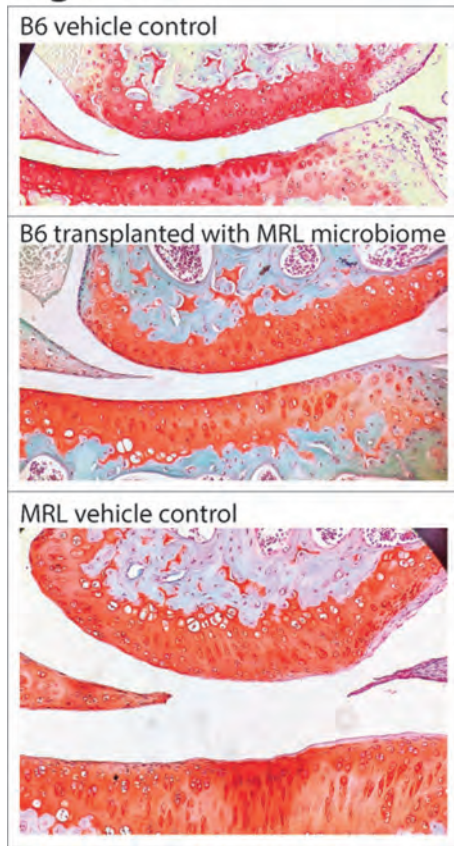 B6 vehicle control
B6 transplanted with MRL microbiome
MRL vehicle control